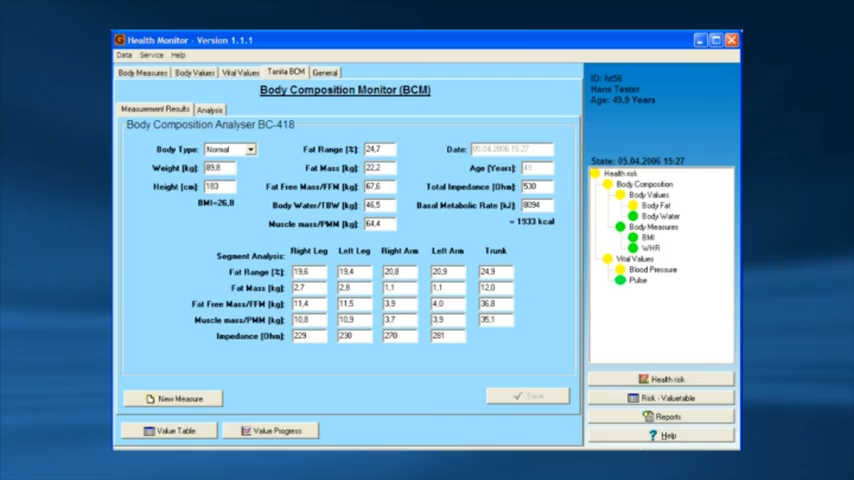 Health Monitor - Version 1.1.1
Data Service Help
Body Measures Body Values Vital Values Tanita BCM General
Body Composition Monitor (BCM)
Measurement Results Analysis
Body Composition Analyser BC-418
Body Type: Normal Fat Range [%]: 24,7 Date: 05.04.2006 15:27
Weight [kg]: 89,8 Fat Mass [kg]: 22,2 Age [Years]: 49
Height [cm] 183 Fat Free Mass/FFM [kg]: 67,6 Total Impedance [Ohm]: 530
BMI=26,8 Body Water/TBW [kg]: 46,5 Basal Metabolic Rate [kJ]: 8094
Muscle mass/PMM [kg]: 64,4 = 1933 kcal
Segment Analysis: Right Leg Left Leg Right Arm Left Arm Trunk
Fat Range [%]: 19,6 19,4 20,8 20,9 24,9
Fat Mass [kg]: 2,7 2,8 1,1 1,1 12,0
Fat Free Mass/FFM [kg]: 11,4 11,5 3,9 4,0 36,8
Muscle mass/PMM [kg]: 10,8 10,9 3,7 3,9 35,1
Impedance [Ohm]: 229 230 270 281
New Measure Save
Value Table Value Progress
ID: ht56
Hans Tester
Age: 49,9 Years
State: 05.04.2006 15:27
Health risk
Body Composition
Body Values
Body Fat
Body Water
Body Measures
BMI
WHR
Vital Values
Blood Pressure
Pulse
Health risk
Risk - Valuetable
Reports
Help